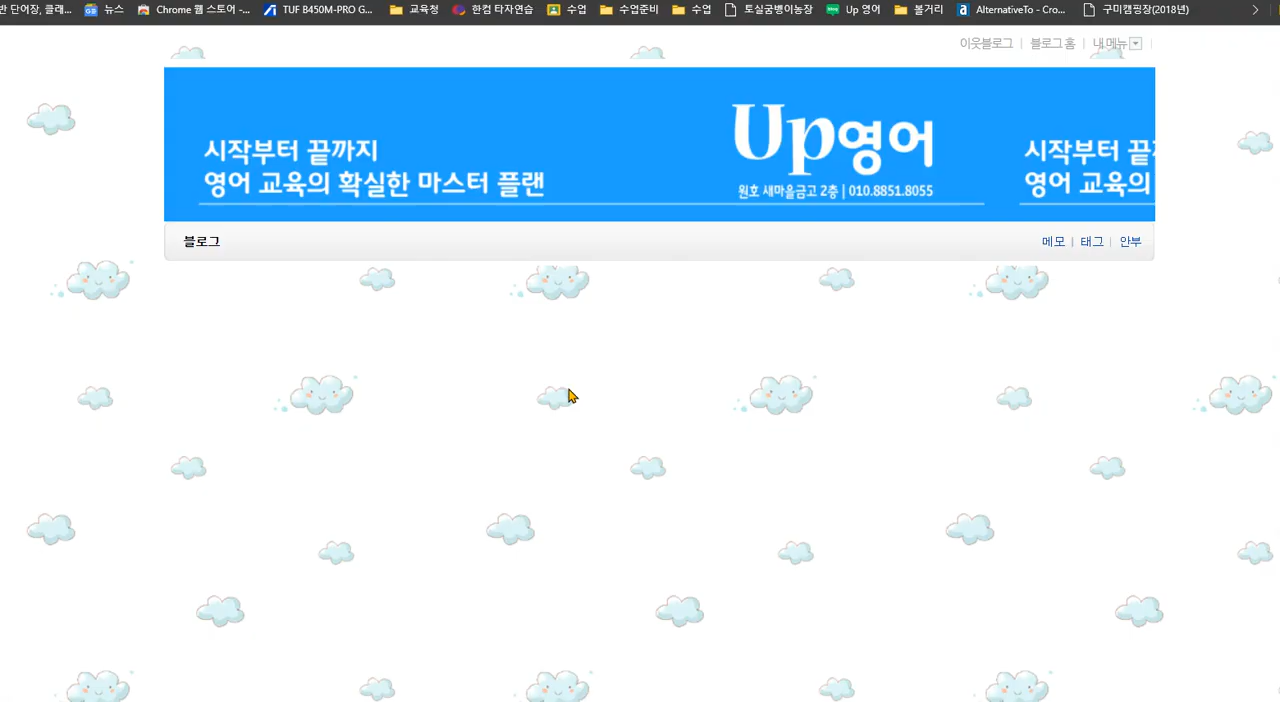 반 단어장, 클래... 뉴스 Chrome 웹 스토어 -... TUF B450M-PRO G... 교육청 한컴 타자연습 수업 수업준비 수업 토실굼벵이농장 Up 영어 볼거리 AlternativeTo - Cro... 구미캠핑장(2018년)
이웃블로그 | 블로그 홈 | 내 메뉴 |
시작부터 끝까지
영어 교육의 확실한 마스터 플랜
Up영어
원호 새마을금고 2층 | 010.8851.8055
시작부터 끝
영어 교육의
블로그
메모 | 태그 | 안부